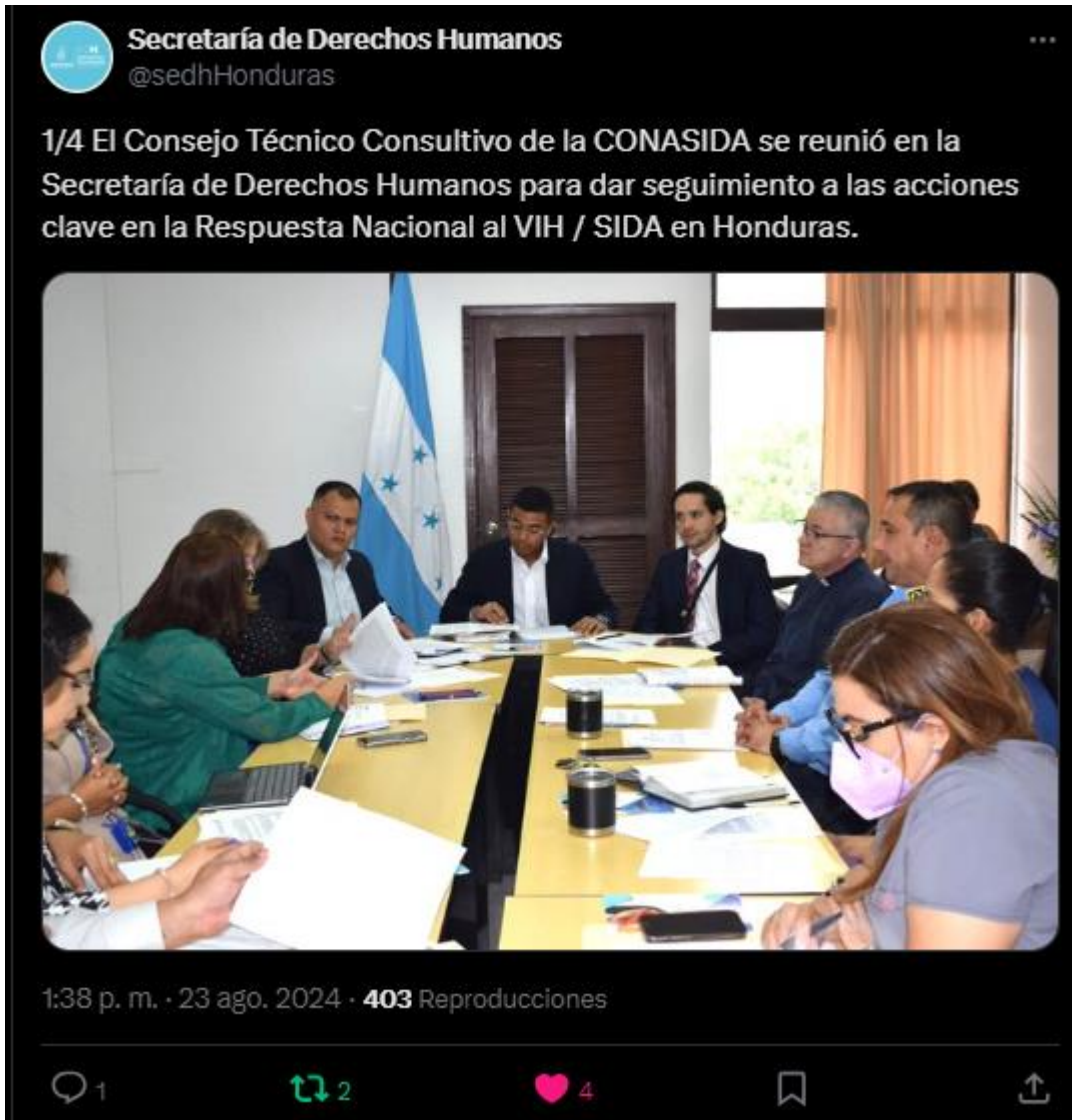 Secretaría de Derechos Humanos
@sedhHonduras
1/4 El Consejo Técnico Consultivo de la CONASIDA se reunió en la
Secretaría de Derechos Humanos para dar seguimiento a las acciones
clave en la Respuesta Nacional al VIH / SIDA en Honduras.
1:38 p. m. · 23 ago. 2024 · 403 Reproducciones
1 2 4